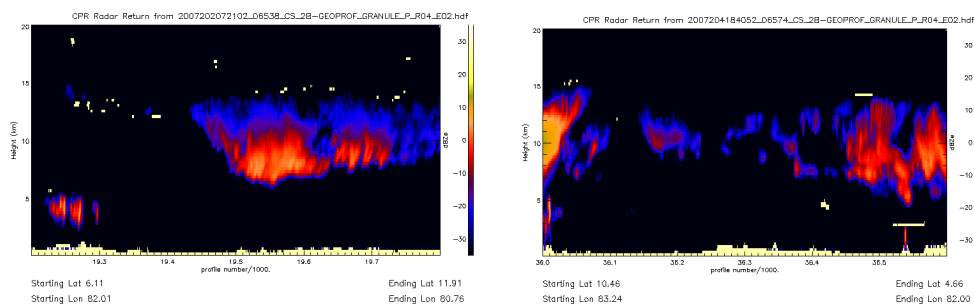 CPR Radar Return from 2007202072102_06538_CS_2B-GEOPROF_GRANULE_P_R04_E02.hdf
20
15
10
5
Height (km)
30
20
10
0
-10
-20
-30
dBZe
19.3
19.4
19.5
19.6
19.7
profile number/1000.
Starting Lat 6.11
Ending Lat 11.91
Starting Lon 82.01
Ending Lon 80.76
CPR Radar Return from 2007204184052_06574_CS_2B-GEOPROF_GRANULE_P_R04_E02.hdf
20
15
10
5
Height (km)
30
20
10
0
-10
-20
-30
dBZe
36.0
36.1
36.2
36.3
36.4
36.5
profile number/1000.
Starting Lat 10.46
Ending Lat 4.66
Starting Lon 83.24
Ending Lon 82.00